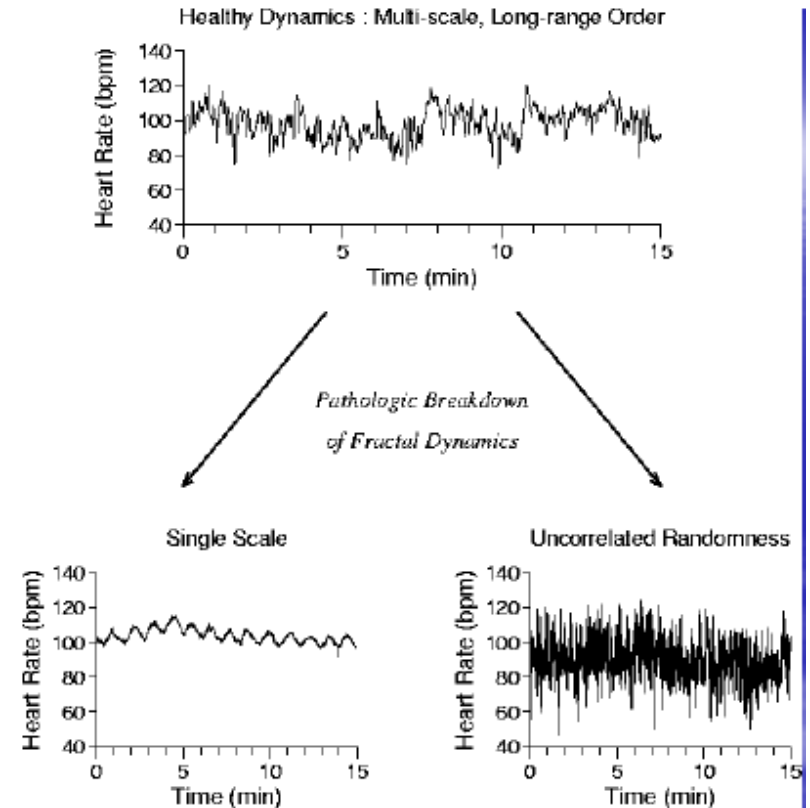 Healthy Dynamics : Multi-scale, Long-range Order
Heart Rate (bpm)
140
120
100
80
60
40
0 5 10 15
Time (min)
Pathologic Breakdown
of Fractal Dynamics
Single Scale
Heart Rate (bpm)
140
120
100
80
60
40
0 5 10 15
Time (min)
Uncorrelated Randomness
Heart Rate (bpm)
140
120
100
80
60
40
0 5 10 15
Time (min)